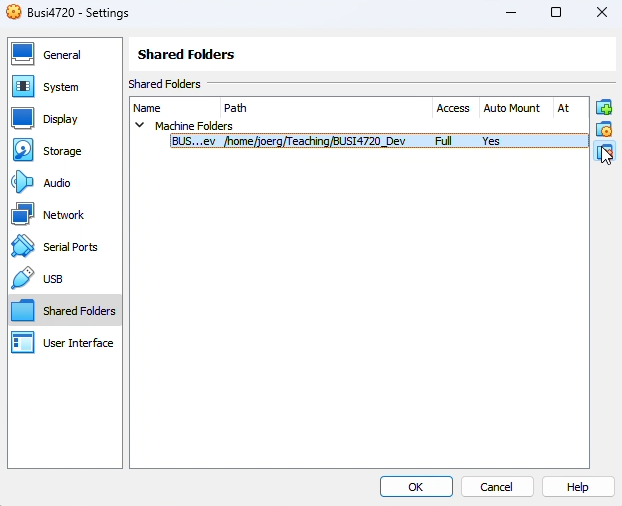 Busi4720 - Settings
General
System
Display
Storage
Audio
Network
Serial Ports
USB
Shared Folders
User Interface
Shared Folders
Shared Folders
Name Path Access Auto Mount At
Machine Folders
BUS...ev /home/joerg/Teaching/BUSI4720_Dev Full Yes
OK Cancel Help